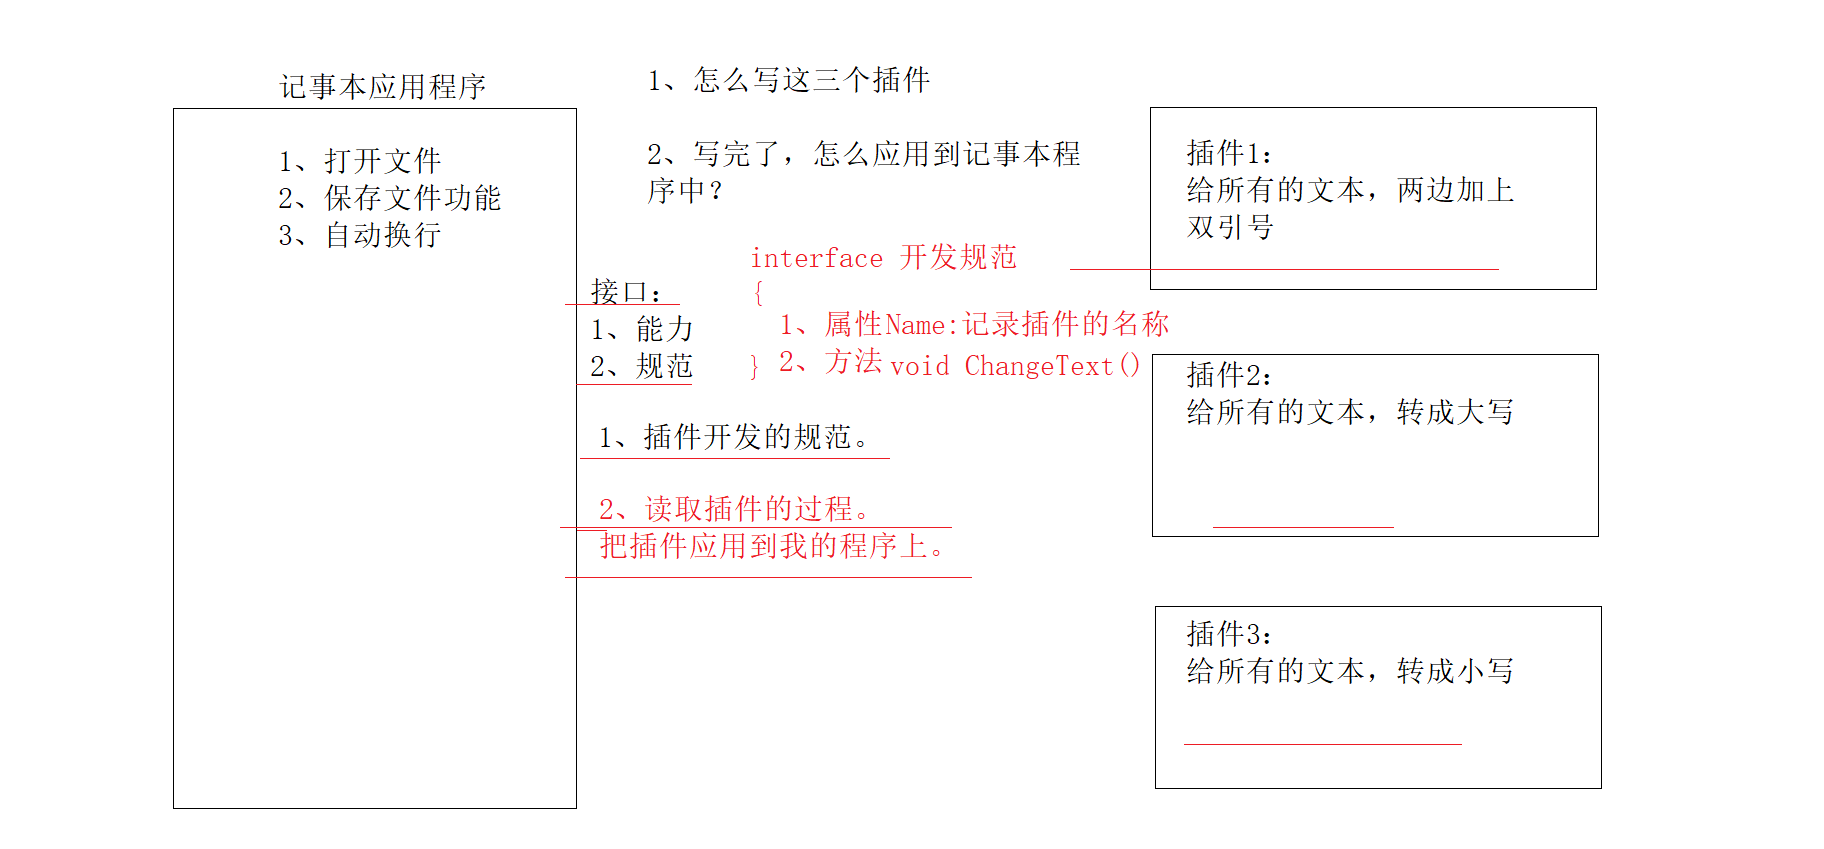 记事本应用程序
1、打开文件
2、保存文件功能
3、自动换行
1、怎么写这三个插件
2、写完了，怎么应用到记事本程
序中？
接口：
1、能力
2、规范
interface 开发规范
{
1、属性Name:记录插件的名称
2、方法 void ChangeText()
}
1、插件开发的规范。
2、读取插件的过程。
把插件应用到我的程序上。
插件1：
给所有的文本，两边加上
双引号
插件2：
给所有的文本，转成大写
插件3：
给所有的文本，转成小写